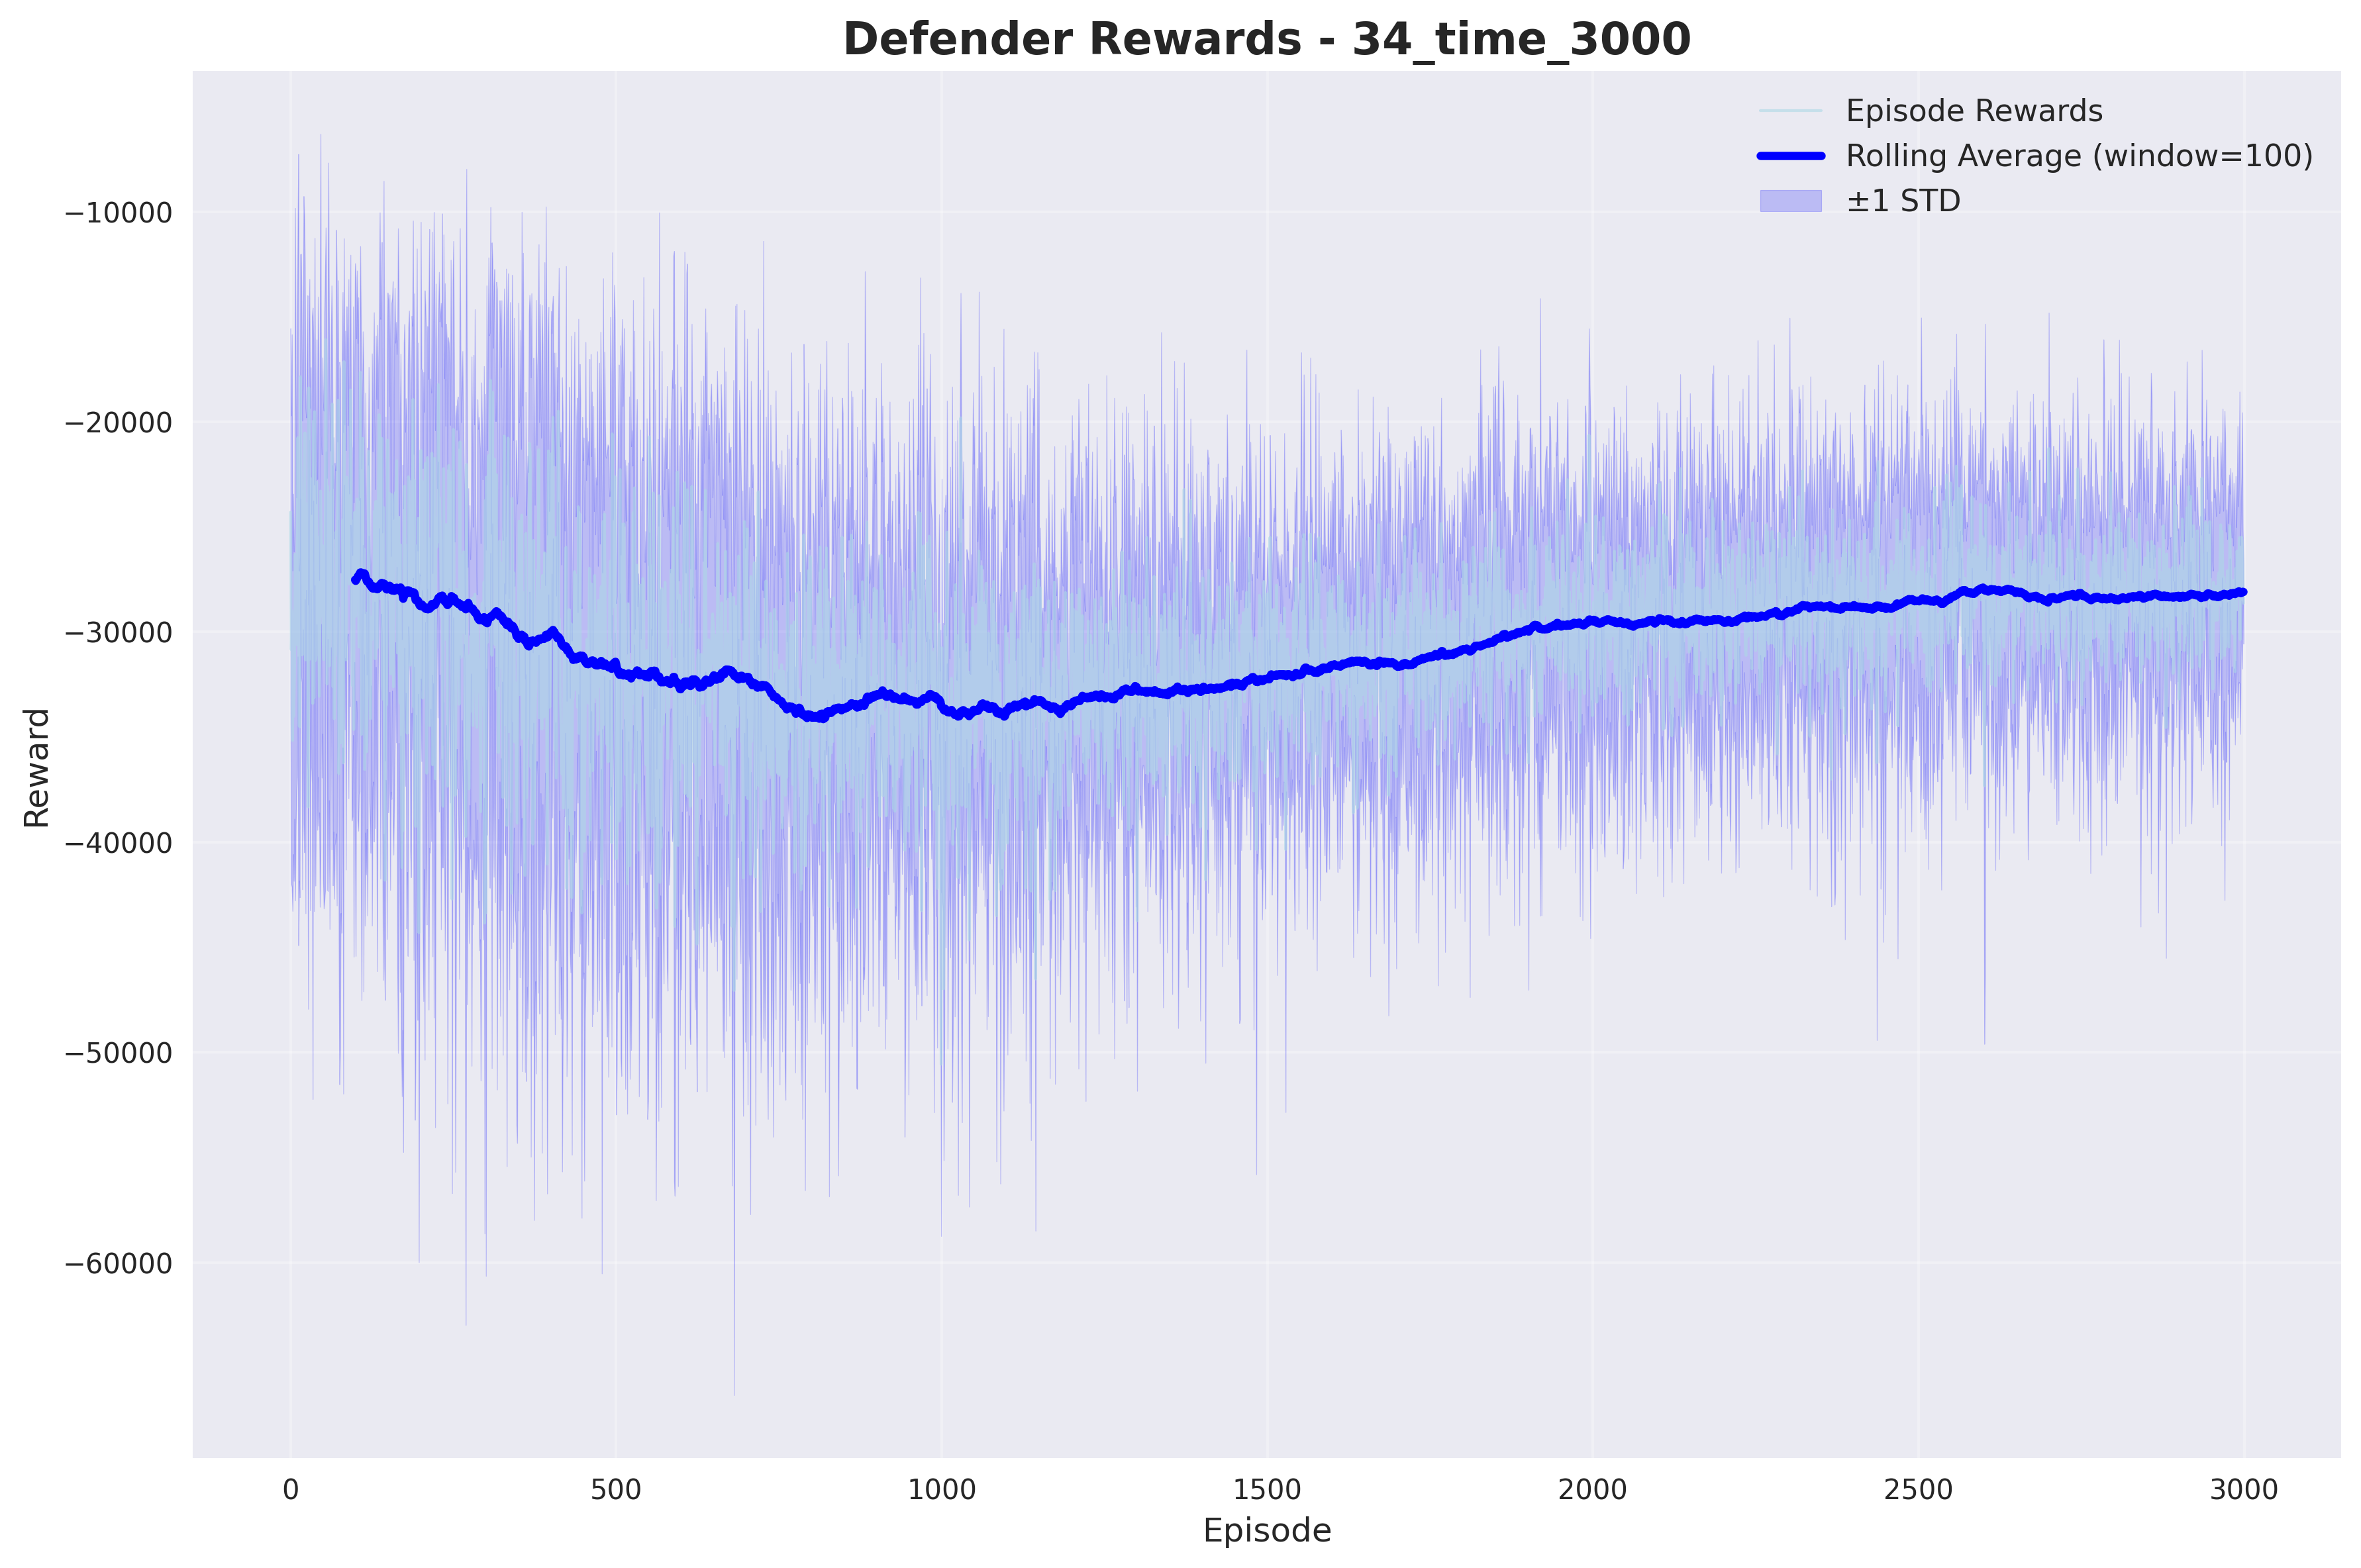 Defender Rewards - 34_time_3000
Episode Rewards
Rolling Average (window=100)
±1 STD
−10000
−20000
−30000
−40000
−50000
−60000
Reward
0
500
1000
1500
2000
2500
3000
Episode